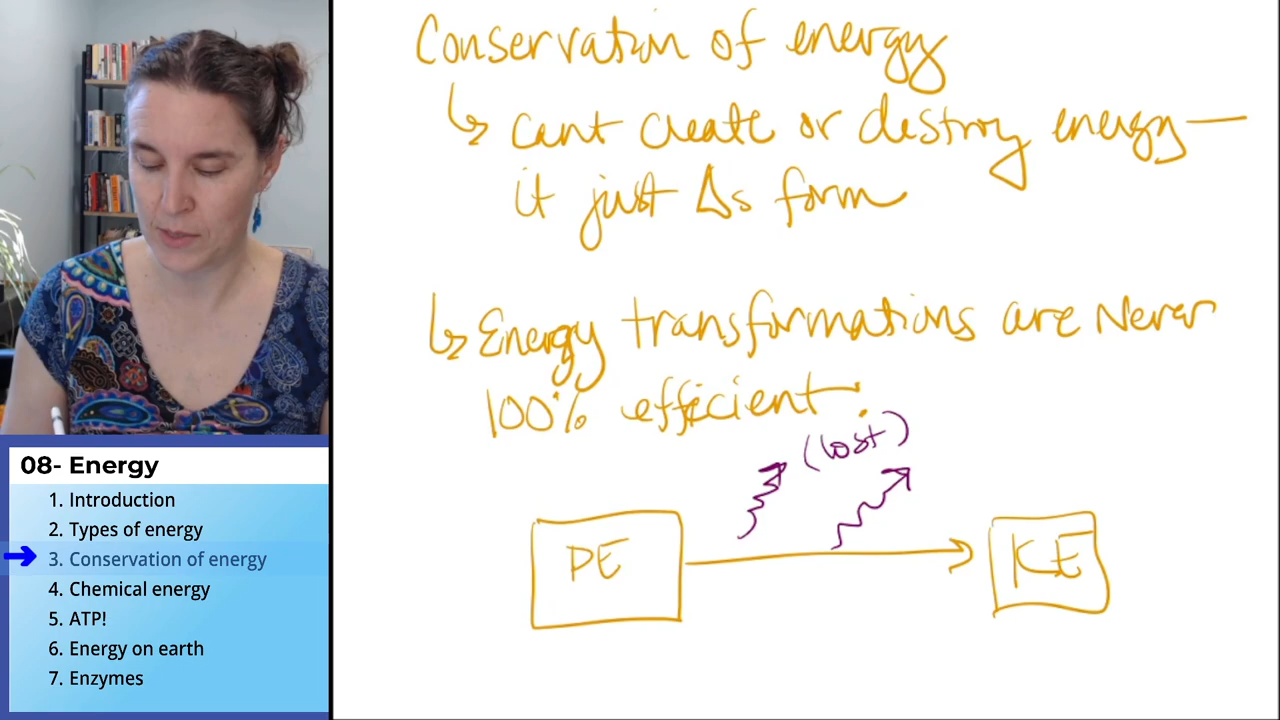 Conservation of energy
↳ cant create or destroy energy—
it just Δs form
↳ Energy transformations are Never
100% efficient.
(lost)
PE
KE
08- Energy
1. Introduction
2. Types of energy
3. Conservation of energy
4. Chemical energy
5. ATP!
6. Energy on earth
7. Enzymes